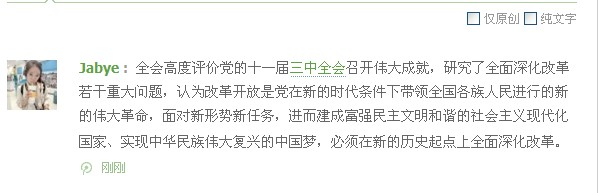 仅原创 纯文字
Jabye： 全会高度评价党的十一届三中全会召开伟大成就，研究了全面深化改革
若干重大问题，认为改革开放是党在新的时代条件下带领全国各族人民进行的新
的伟大革命，面对新形势新任务，进而建成富强民主文明和谐的社会主义现代化
国家、实现中华民族伟大复兴的中国梦，必须在新的历史起点上全面深化改革。
刚刚